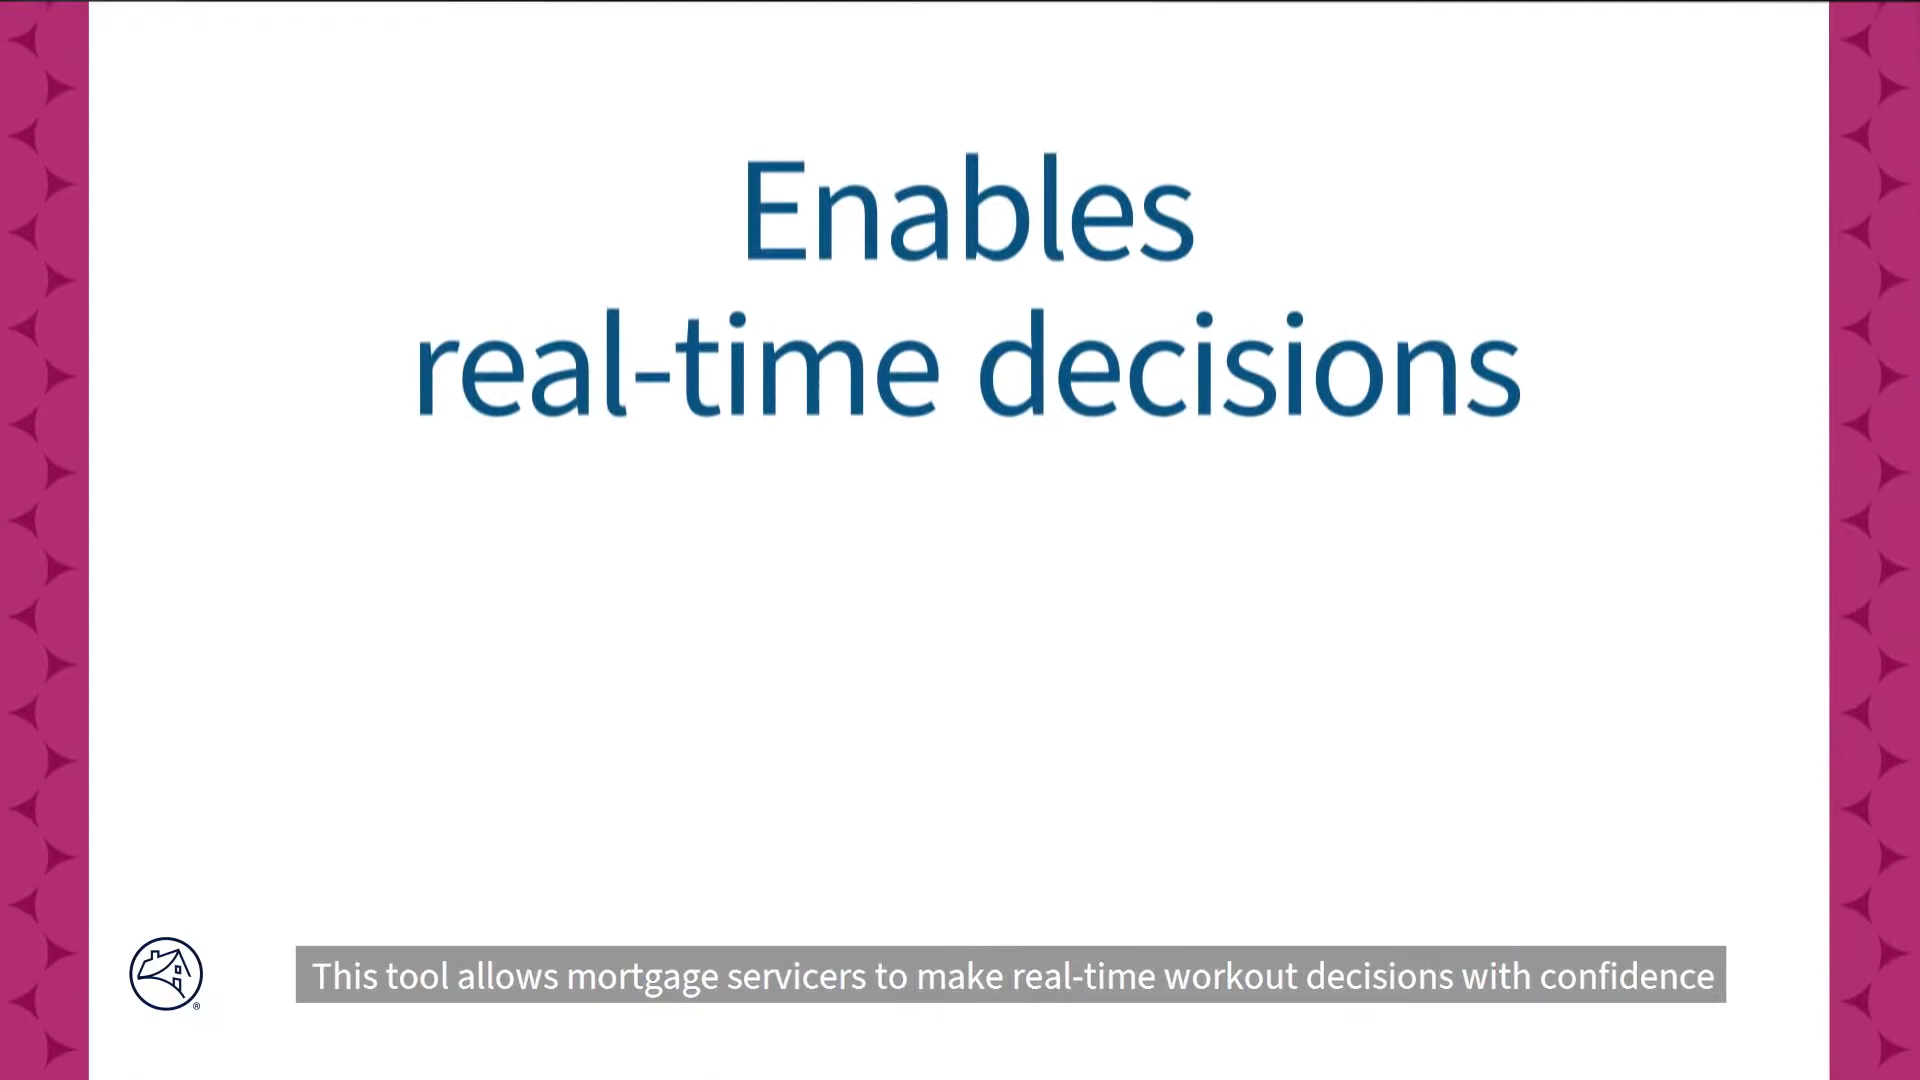 Enables
real-time decisions
®
This tool allows mortgage servicers to make real-time workout decisions with confidence